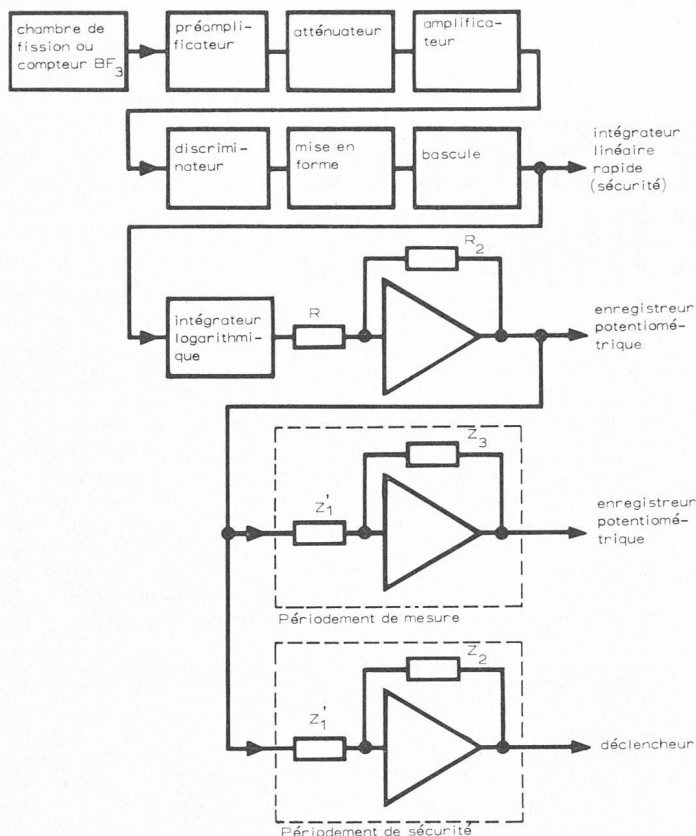 chambre de
fission ou
compteur BF3
préampli-
ficateur
atténuateur
amplifica-
teur
discrimi-
nateur
mise en
forme
bascule
intégrateur
linéaire
rapide
(sécurité)
intégrateur
logarithmi-
que
R
R2
enregistreur
potentiomé-
trique
Z1'
Z3
enregistreur
potentiomé-
trique
Périodement de mesure
Z1'
Z2
déclencheur
Périodement de sécurité